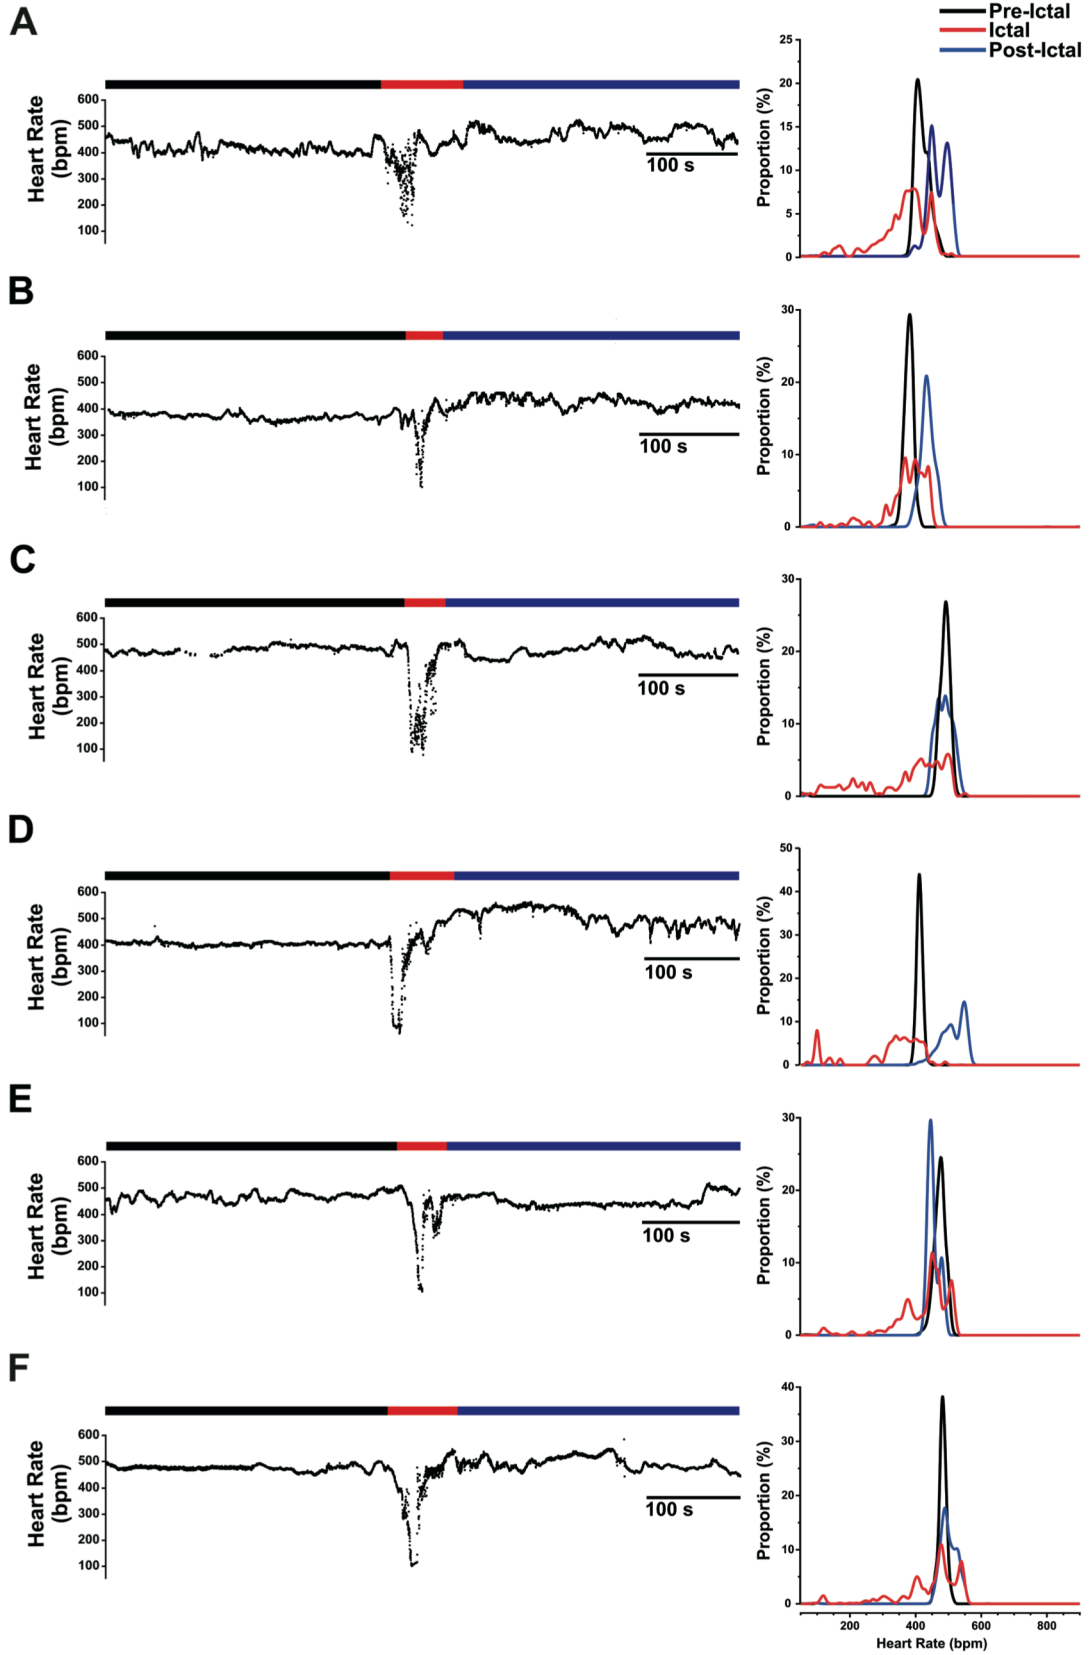 A
Pre-Ictal
Ictal
Post-Ictal
Heart Rate
(bpm)
600
500
400
300
200
100
100 s
Proportion (%)
25
20
15
10
5
0
B
Heart Rate
(bpm)
600
500
400
300
200
100
100 s
Proportion (%)
30
20
10
0
C
Heart Rate
(bpm)
600
500
400
300
200
100
100 s
Proportion (%)
30
20
10
0
D
Heart Rate
(bpm)
600
500
400
300
200
100
100 s
Proportion (%)
50
40
30
20
10
0
E
Heart Rate
(bpm)
600
500
400
300
200
100
100 s
Proportion (%)
30
20
10
0
F
Heart Rate
(bpm)
600
500
400
300
200
100
100 s
Proportion (%)
40
30
20
10
0
200 400 600 800
Heart Rate (bpm)